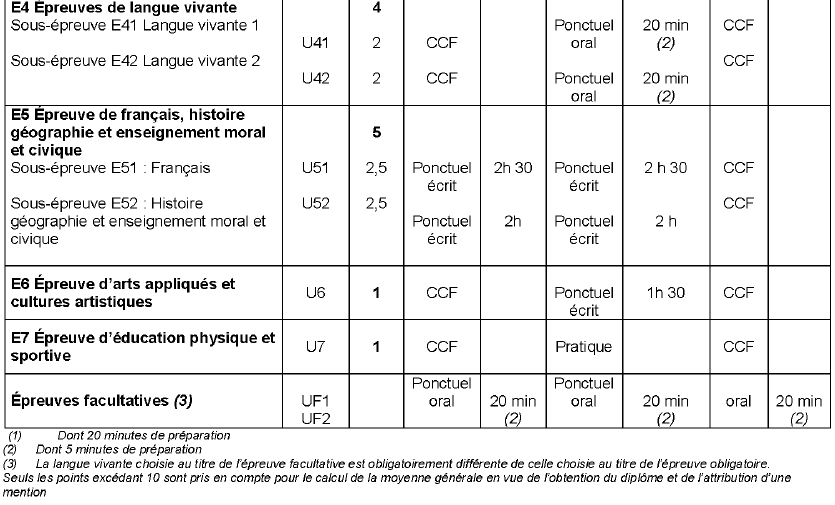 E4 Épreuves de langue vivante 4
Sous-épreuve E41 Langue vivante 1 Ponctuel 20 min CCF
U41 2 CCF oral (2)
Sous-épreuve E42 Langue vivante 2 CCF
U42 2 CCF Ponctuel 20 min
oral (2)
E5 Épreuve de français, histoire
géographie et enseignement moral 5
et civique
Sous-épreuve E51 : Français U51 2,5 Ponctuel 2h 30 Ponctuel 2 h 30 CCF
écrit écrit
Sous-épreuve E52 : Histoire U52 2,5 CCF
géographie et enseignement moral et Ponctuel 2h Ponctuel 2 h
civique écrit écrit
E6 Épreuve d'arts appliqués et
cultures artistiques U6 1 CCF Ponctuel 1h 30 CCF
écrit
E7 Épreuve d'éducation physique et
sportive U7 1 CCF Pratique CCF
Ponctuel Ponctuel
Épreuves facultatives (3) UF1 oral 20 min oral 20 min oral 20 min
UF2 (2) (2) (2)
(1) Dont 20 minutes de préparation
(2) Dont 5 minutes de préparation
(3) La langue vivante choisie au titre de l'épreuve facultative est obligatoirement différente de celle choisie au titre de l'épreuve obligatoire.
Seuls les points excédant 10 sont pris en compte pour le calcul de la moyenne générale en vue de l'obtention du diplôme et de l'attribution d'une
mention